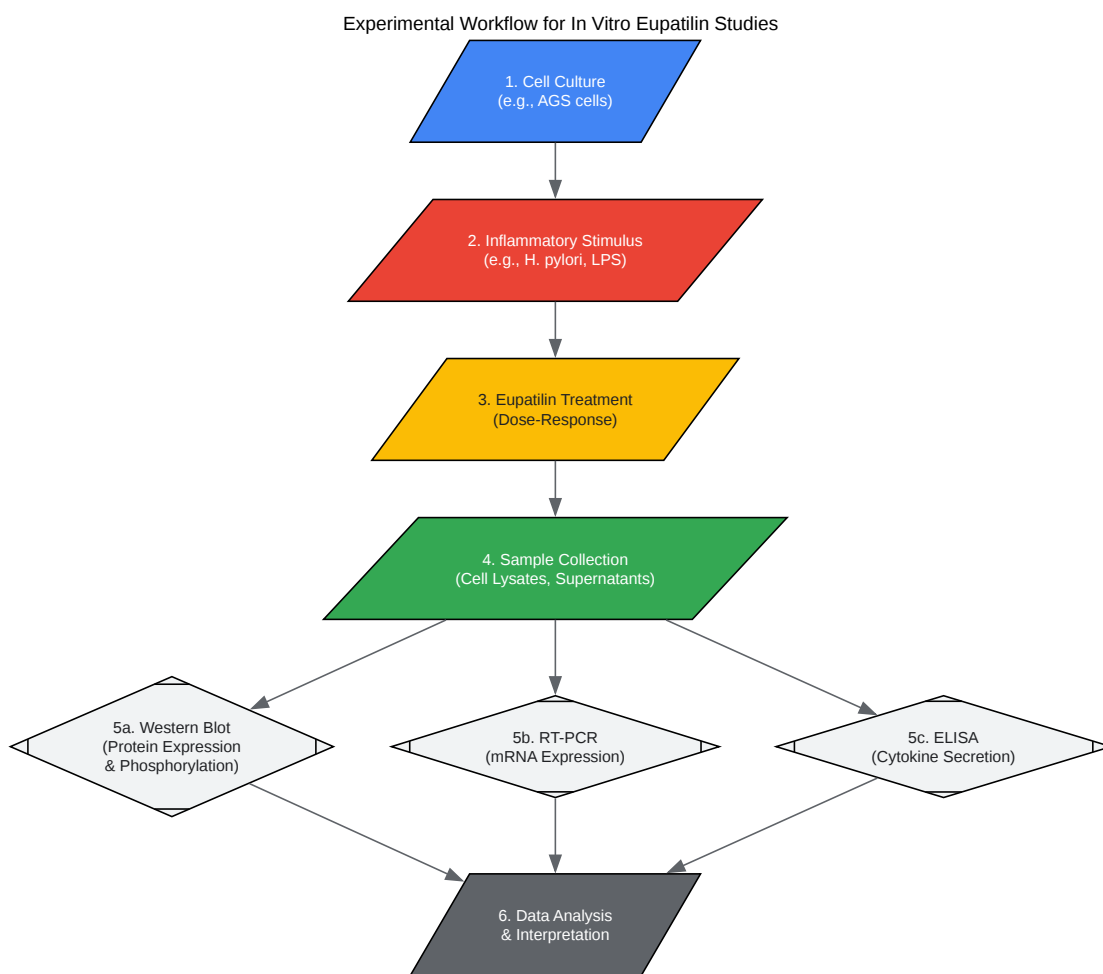 Experimental Workflow for In Vitro Eupatilin Studies
1. Cell Culture
(e.g., AGS cells)
2. Inflammatory Stimulus
(e.g., H. pylori, LPS)
3. Eupatilin Treatment
(Dose-Response)
4. Sample Collection
(Cell Lysates, Supernatants)
5a. Western Blot
(Protein Expression
& Phosphorylation)
5b. RT-PCR
(mRNA Expression)
5c. ELISA
(Cytokine Secretion)
6. Data Analysis
& Interpretation